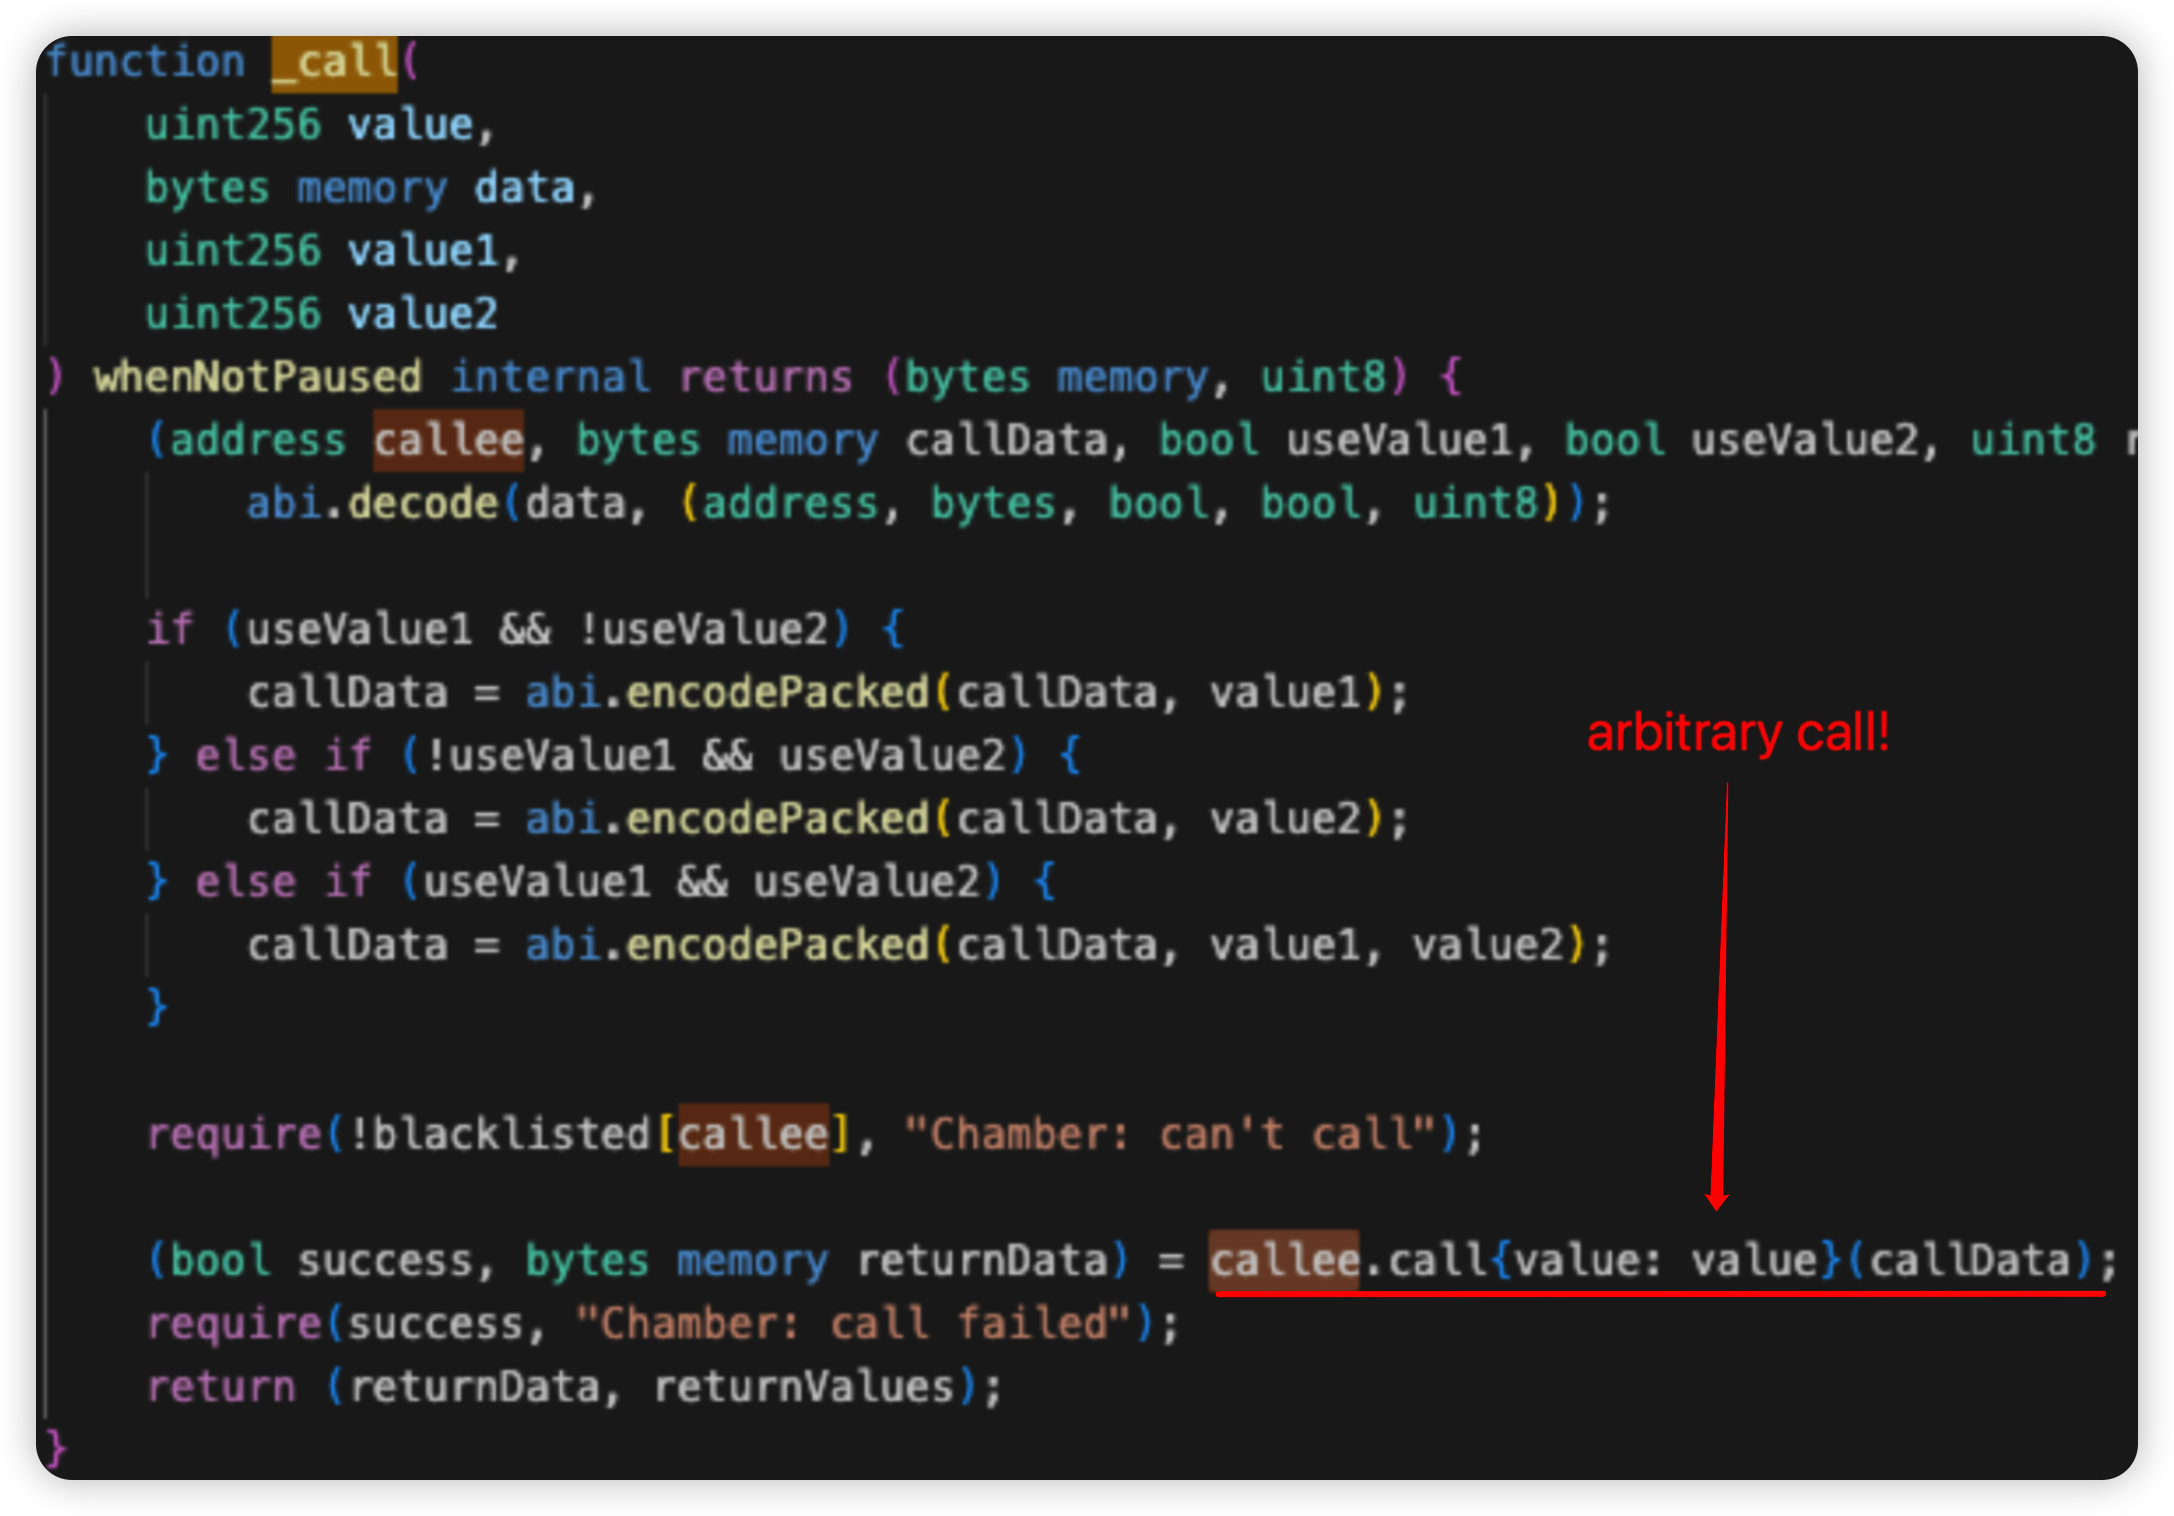 function _call(
uint256 value,
bytes memory data,
uint256 value1,
uint256 value2
) whenNotPaused internal returns (bytes memory, uint8) {
(address callee, bytes memory callData, bool useValue1, bool useValue2, uint8 r
abi.decode(data, (address, bytes, bool, bool, uint8));
if (useValue1 && !useValue2) {
callData = abi.encodePacked(callData, value1);
} else if (!useValue1 && useValue2) {
callData = abi.encodePacked(callData, value2);
} else if (useValue1 && useValue2) {
callData = abi.encodePacked(callData, value1, value2);
}
arbitrary call!
require(!blacklisted[callee], "Chamber: can't call");
(bool success, bytes memory returnData) = callee.call{value: value}(callData);
require(success, "Chamber: call failed");
return (returnData, returnValues);
}